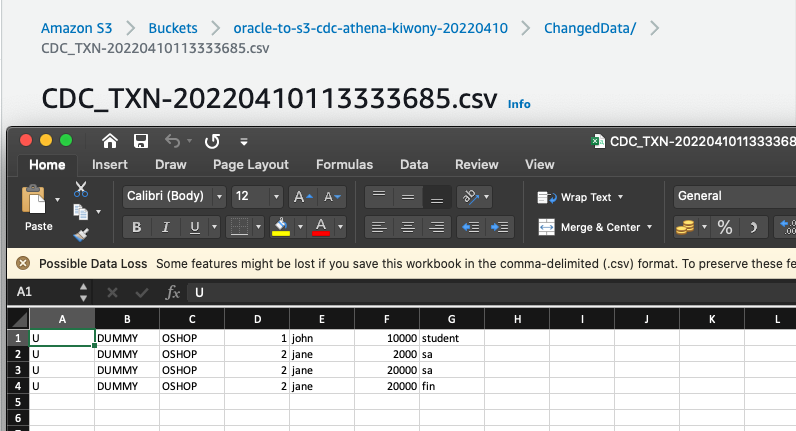 Amazon S3 > Buckets > oracle-to-s3-cdc-athena-kiwony-20220410 > ChangedData/ >
CDC_TXN-20220410113333685.csv
CDC_TXN-20220410113333685.csv Info
CDC_TXN-2022041011333368
Home Insert Draw Page Layout Formulas Data Review View
Paste Calibri (Body) 12 A A Wrap Text General
B I U A Merge & Center % .00
Possible Data Loss Some features might be lost if you save this workbook in the comma-delimited (.csv) format. To preserve these fe
A1 fx U
A B C D E F G H I J K L
1 U DUMMY OSHOP 1 john 10000 student
2 U DUMMY OSHOP 2 jane 2000 sa
3 U DUMMY OSHOP 2 jane 20000 sa
4 U DUMMY OSHOP 2 jane 20000 fin
5
6